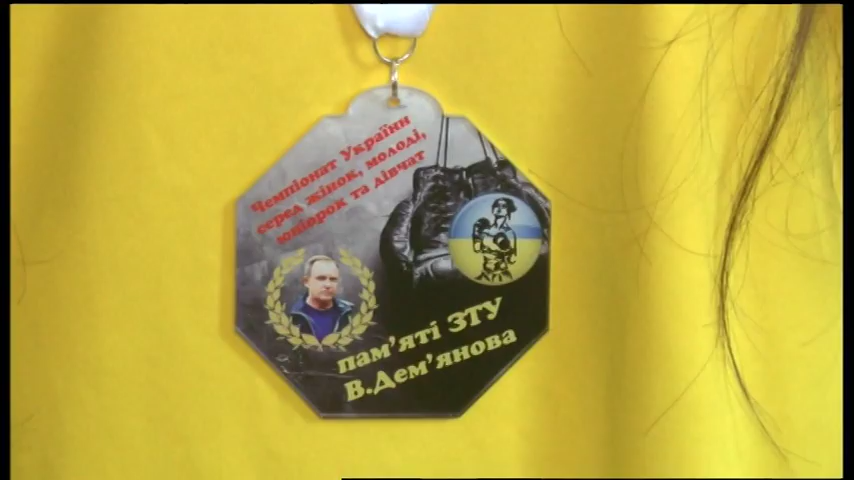 Чемпіонат України
серед жінок, молоді,
юніорок та дівчат
пам'яті ЗТУ
В.Дем'янова